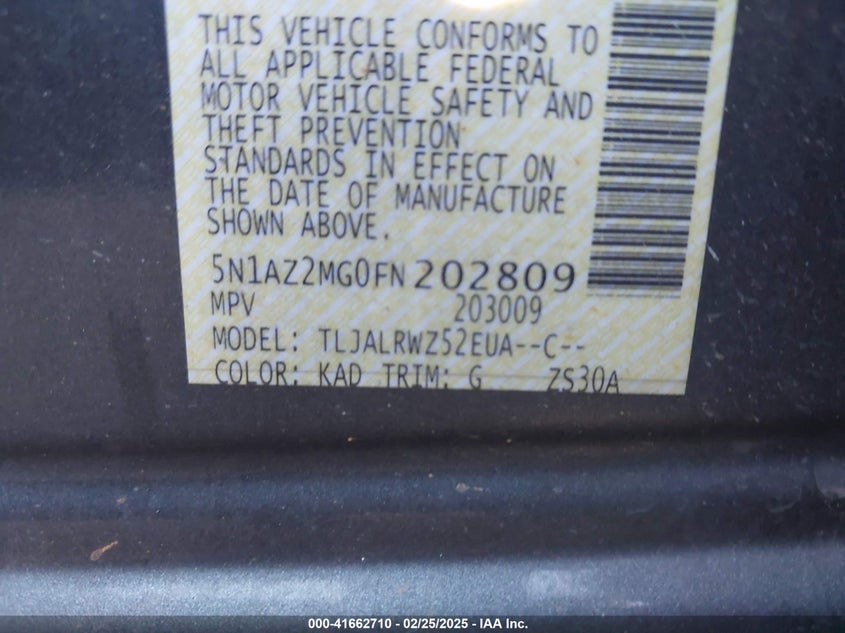 THIS VEHICLE CONFORMS TO
ALL APPLICABLE FEDERAL
MOTOR VEHICLE SAFETY AND
THEFT PREVENTION
STANDARDS IN EFFECT ON
THE DATE OF MANUFACTURE
SHOWN ABOVE.
5N1AZ2MG0FN202809
MPV 203009
MODEL: TLJALRWZ52EUA--C--
COLOR: KAD TRIM: G ZS30A
000-41662710 - 02/25/2025 - IAA Inc.